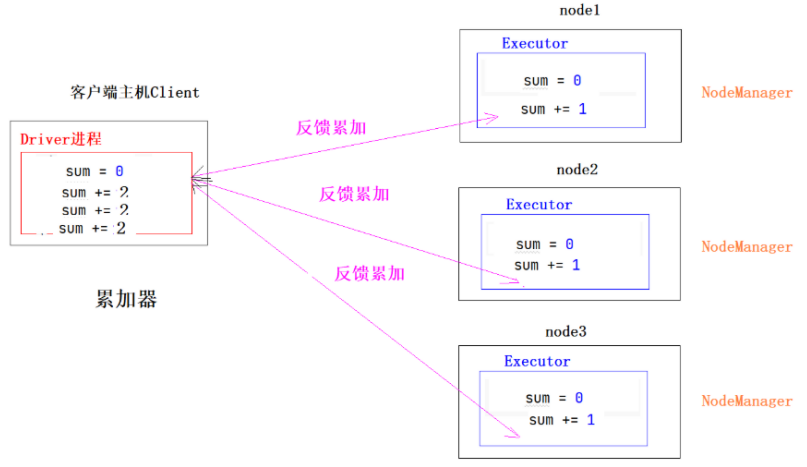 客户端主机Client
Driver进程
sum = 0
sum += 2
sum += 2
sum += 2
累加器
反馈累加
反馈累加
反馈累加
node1
Executor
sum = 0
sum += 1
NodeManager
node2
Executor
sum = 0
sum += 1
NodeManager
node3
Executor
sum = 0
sum += 1
NodeManager